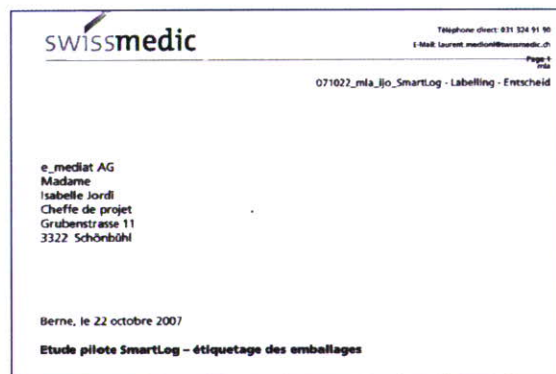 swissmedic
Téléphone direct: 031 324 91 90
E-Mail: laurent.medioni@swissmedic.ch
Page 1
mla
071022_mla_ijo_SmartLog - Labelling - Entscheid
e_mediat AG
Madame
Isabelle Jordi
Cheffe de projet
Grubenstrasse 11
3322 Schönbühl
Berne, le 22 octobre 2007
Etude pilote SmartLog – étiquetage des emballages